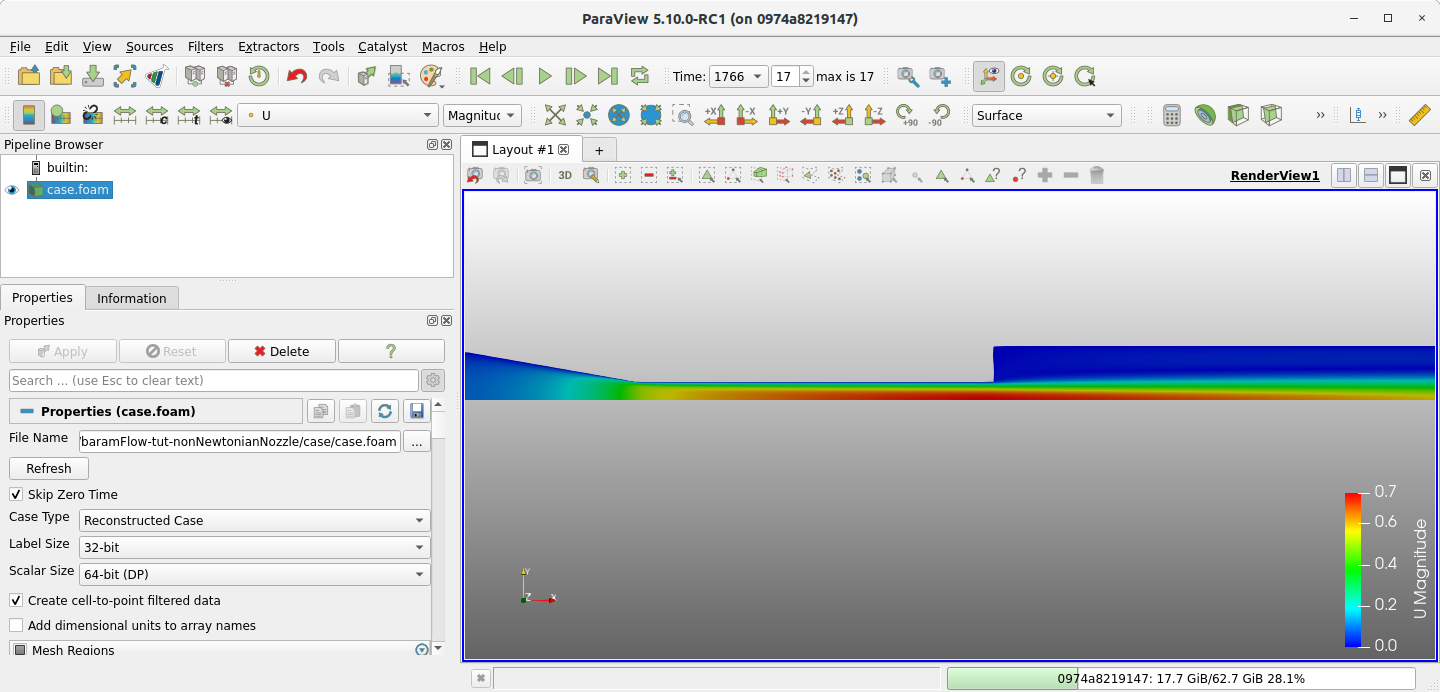 ParaView 5.10.0-RC1 (on 0974a8219147)
File Edit View Sources Filters Extractors Tools Catalyst Macros Help
Time: 1766 17 max is 17
U Magnituc +X -X +Y -Y +Z -Z +90 -90 Surface
Pipeline Browser
builtin:
case.foam
Layout #1 +
3D RenderView1
Properties Information
Properties
Apply Reset Delete ?
Search ... (use Esc to clear text)
Properties (case.foam)
File Name baramFlow-tut-nonNewtonianNozzle/case/case.foam ...
Refresh
Skip Zero Time
Case Type Reconstructed Case
Label Size 32-bit
Scalar Size 64-bit (DP)
Create cell-to-point filtered data
Add dimensional units to array names
Mesh Regions
Y
Z X
0.7
0.6
0.4
0.2
0.0
U Magnitude
0974a8219147: 17.7 GiB/62.7 GiB 28.1%